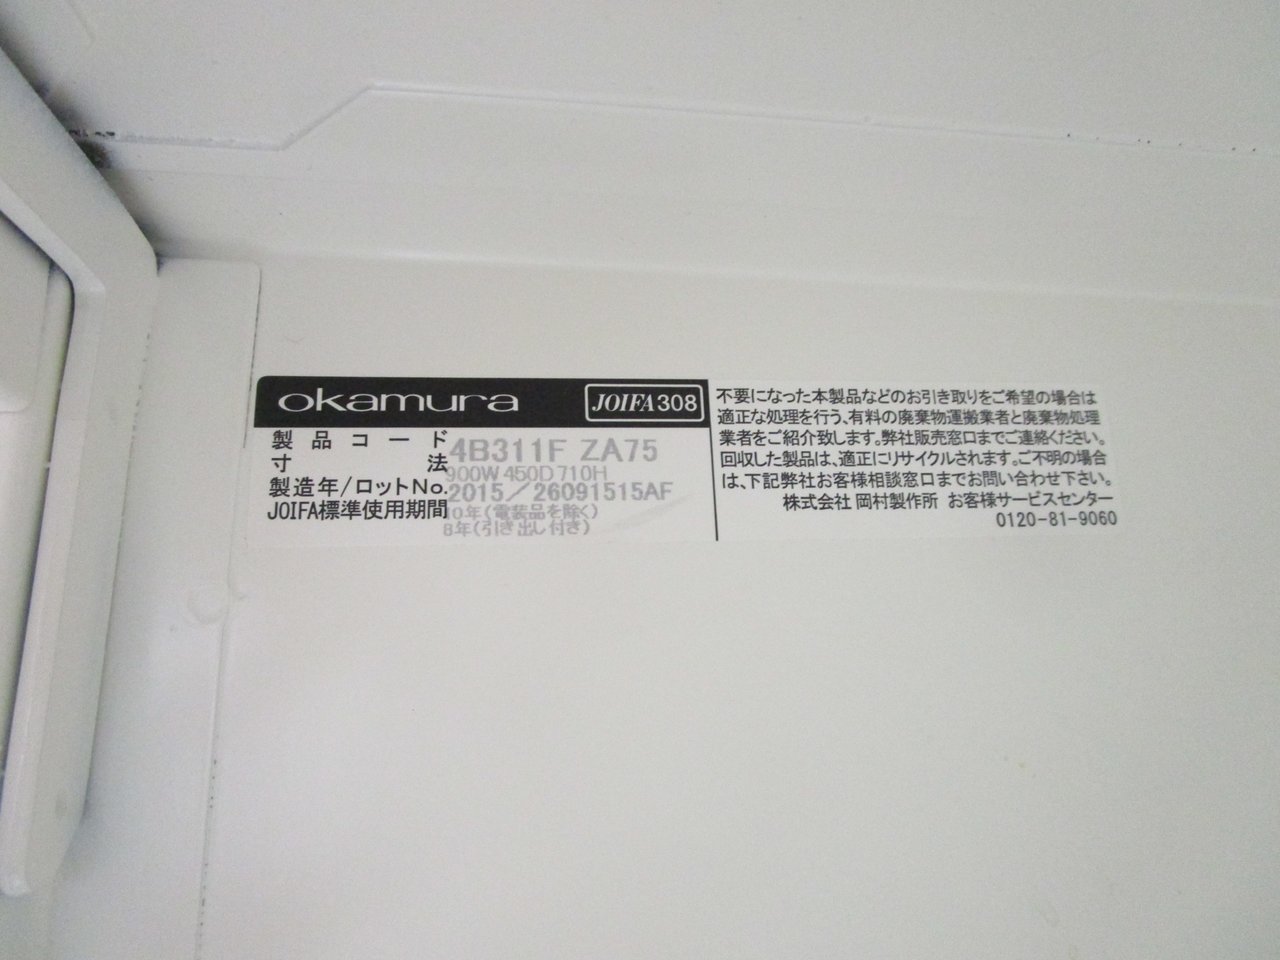 okamura JOIFA308
製品コード 4B311F ZA75
寸法 900W 450D 710H
製造年/ロットNo. 2015/26091515AF
JOIFA標準使用期間 10年(電装品を除く)
8年(引き出し付き)
不要になった本製品などのお引き取りをご希望の場合は
適正な処理を行う、有料の廃棄物運搬業者と廃棄物処理
業者をご紹介致します。弊社販売窓口までご連絡ください。
回収した製品は、適正にリサイクルされます。ご不明の場合
は、下記弊社お客様相談窓口までお問い合わせ下さい。
株式会社 岡村製作所 お客様サービスセンター
0120-81-9060